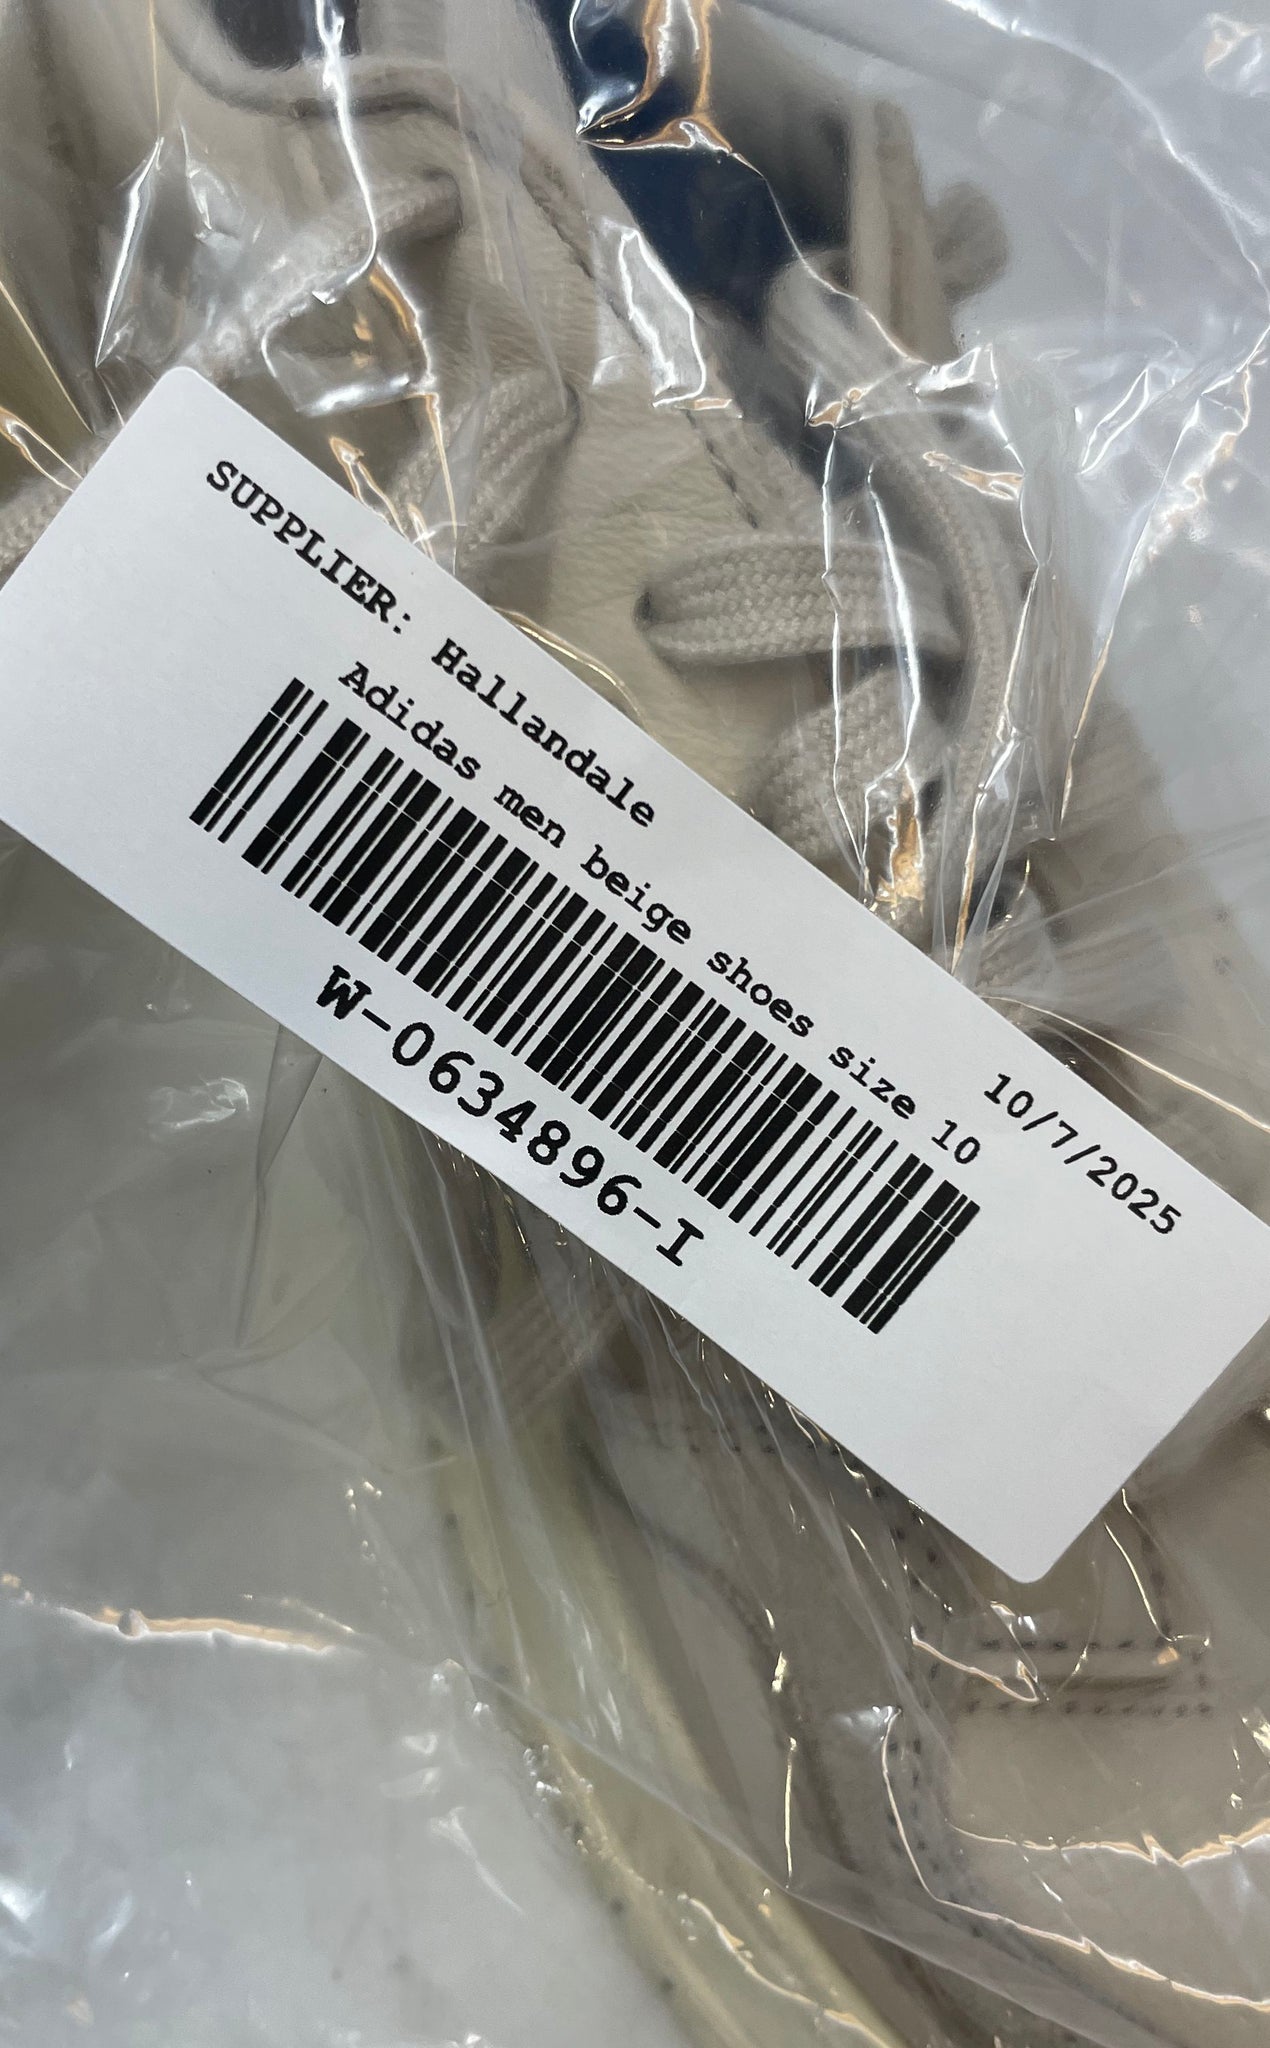 SUPPLIER: Hallandale
10/7/2025
Adidas men beige shoes size 10
W-0634896-I